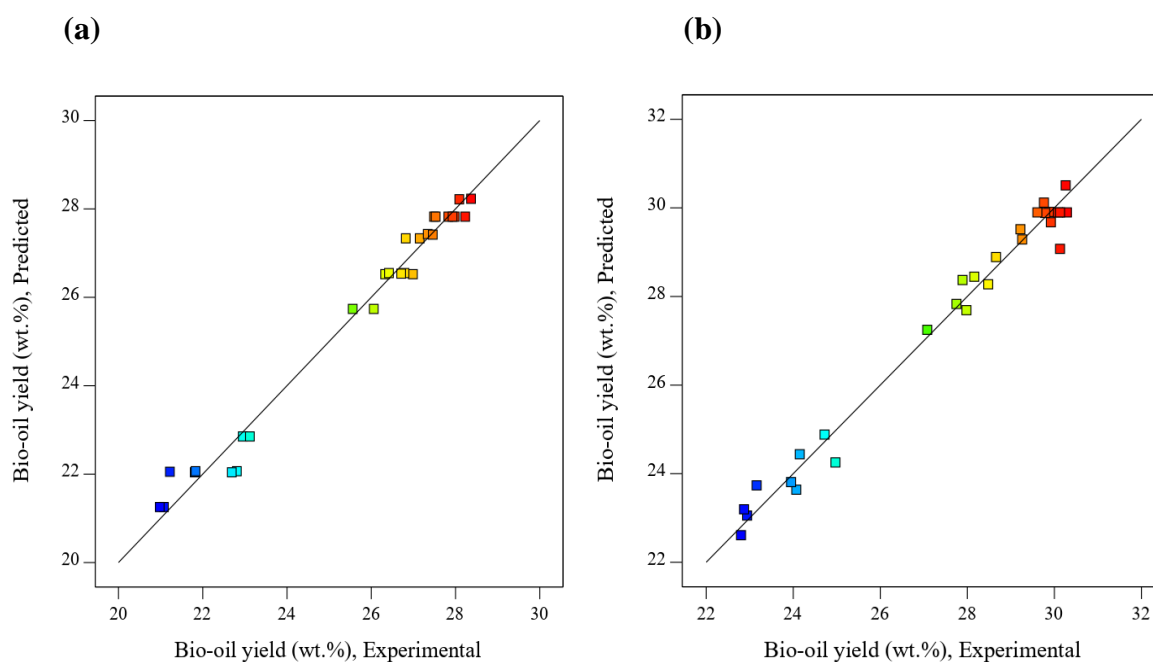 (a)
(b)
30
28
26
24
22
20
Bio-oil yield (wt.%), Predicted
20 22 24 26 28 30
Bio-oil yield (wt.%), Experimental
32
30
28
26
24
22
Bio-oil yield (wt.%), Predicted
22 24 26 28 30 32
Bio-oil yield (wt.%), Experimental